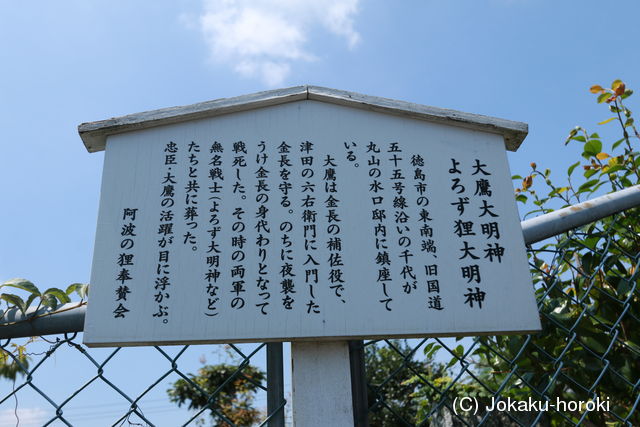 大鷹大明神
よろず狸大明神
徳島市の東南端、旧国道
五十五号線沿いの千代が
丸山の水口邸内に鎮座して
いる。
大鷹は金長の補佐役で、
津田の六右衛門に入門した
金長を守る。のちに夜襲を
うけ金長の身代わりとなって
戦死した。その時の両軍の
無名戦士(よろず大明神など)
たちと共に葬った。
忠臣・大鷹の活躍が目に浮かぶ。
阿波の狸奉賛会
(C)Jokaku-horoki